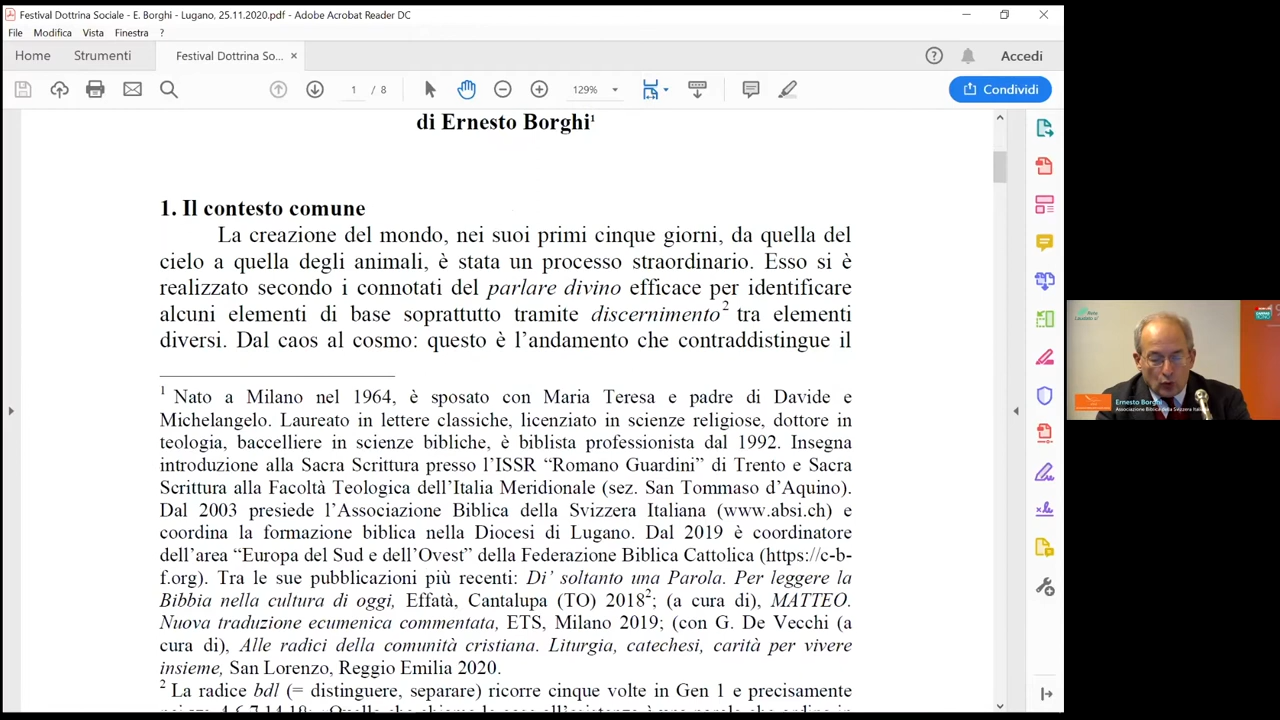 Festival Dottrina Sociale - E. Borghi - Lugano, 25.11.2020.pdf - Adobe Acrobat Reader DC
File Modifica Vista Finestra ?
Home Strumenti Festival Dottrina So... × Accedi
1 / 8 129% Condividi
di Ernesto Borghi¹
1. Il contesto comune
La creazione del mondo, nei suoi primi cinque giorni, da quella del
cielo a quella degli animali, è stata un processo straordinario. Esso si è
realizzato secondo i connotati del parlare divino efficace per identificare
alcuni elementi di base soprattutto tramite discernimento² tra elementi
diversi. Dal caos al cosmo: questo è l’andamento che contraddistingue il
¹ Nato a Milano nel 1964, è sposato con Maria Teresa e padre di Davide e
Michelangelo. Laureato in lettere classiche, licenziato in scienze religiose, dottore in
teologia, baccelliere in scienze bibliche, è biblista professionista dal 1992. Insegna
introduzione alla Sacra Scrittura presso l’ISSR “Romano Guardini” di Trento e Sacra
Scrittura alla Facoltà Teologica dell’Italia Meridionale (sez. San Tommaso d’Aquino).
Dal 2003 presiede l’Associazione Biblica della Svizzera Italiana (www.absi.ch) e
coordina la formazione biblica nella Diocesi di Lugano. Dal 2019 è coordinatore
dell’area “Europa del Sud e dell’Ovest” della Federazione Biblica Cattolica (https://c-b-
f.org). Tra le sue pubblicazioni più recenti: Di’ soltanto una Parola. Per leggere la
Bibbia nella cultura di oggi, Effatà, Cantalupa (TO) 2018²; (a cura di), MATTEO.
Nuova traduzione ecumenica commentata, ETS, Milano 2019; (con G. De Vecchi (a
cura di), Alle radici della comunità cristiana. Liturgia, catechesi, carità per vivere
insieme, San Lorenzo, Reggio Emilia 2020.
² La radice bdl (= distinguere, separare) ricorre cinque volte in Gen 1 e precisamente
Ernesto Borghi
Associazione Biblica della Svizzera Italiana